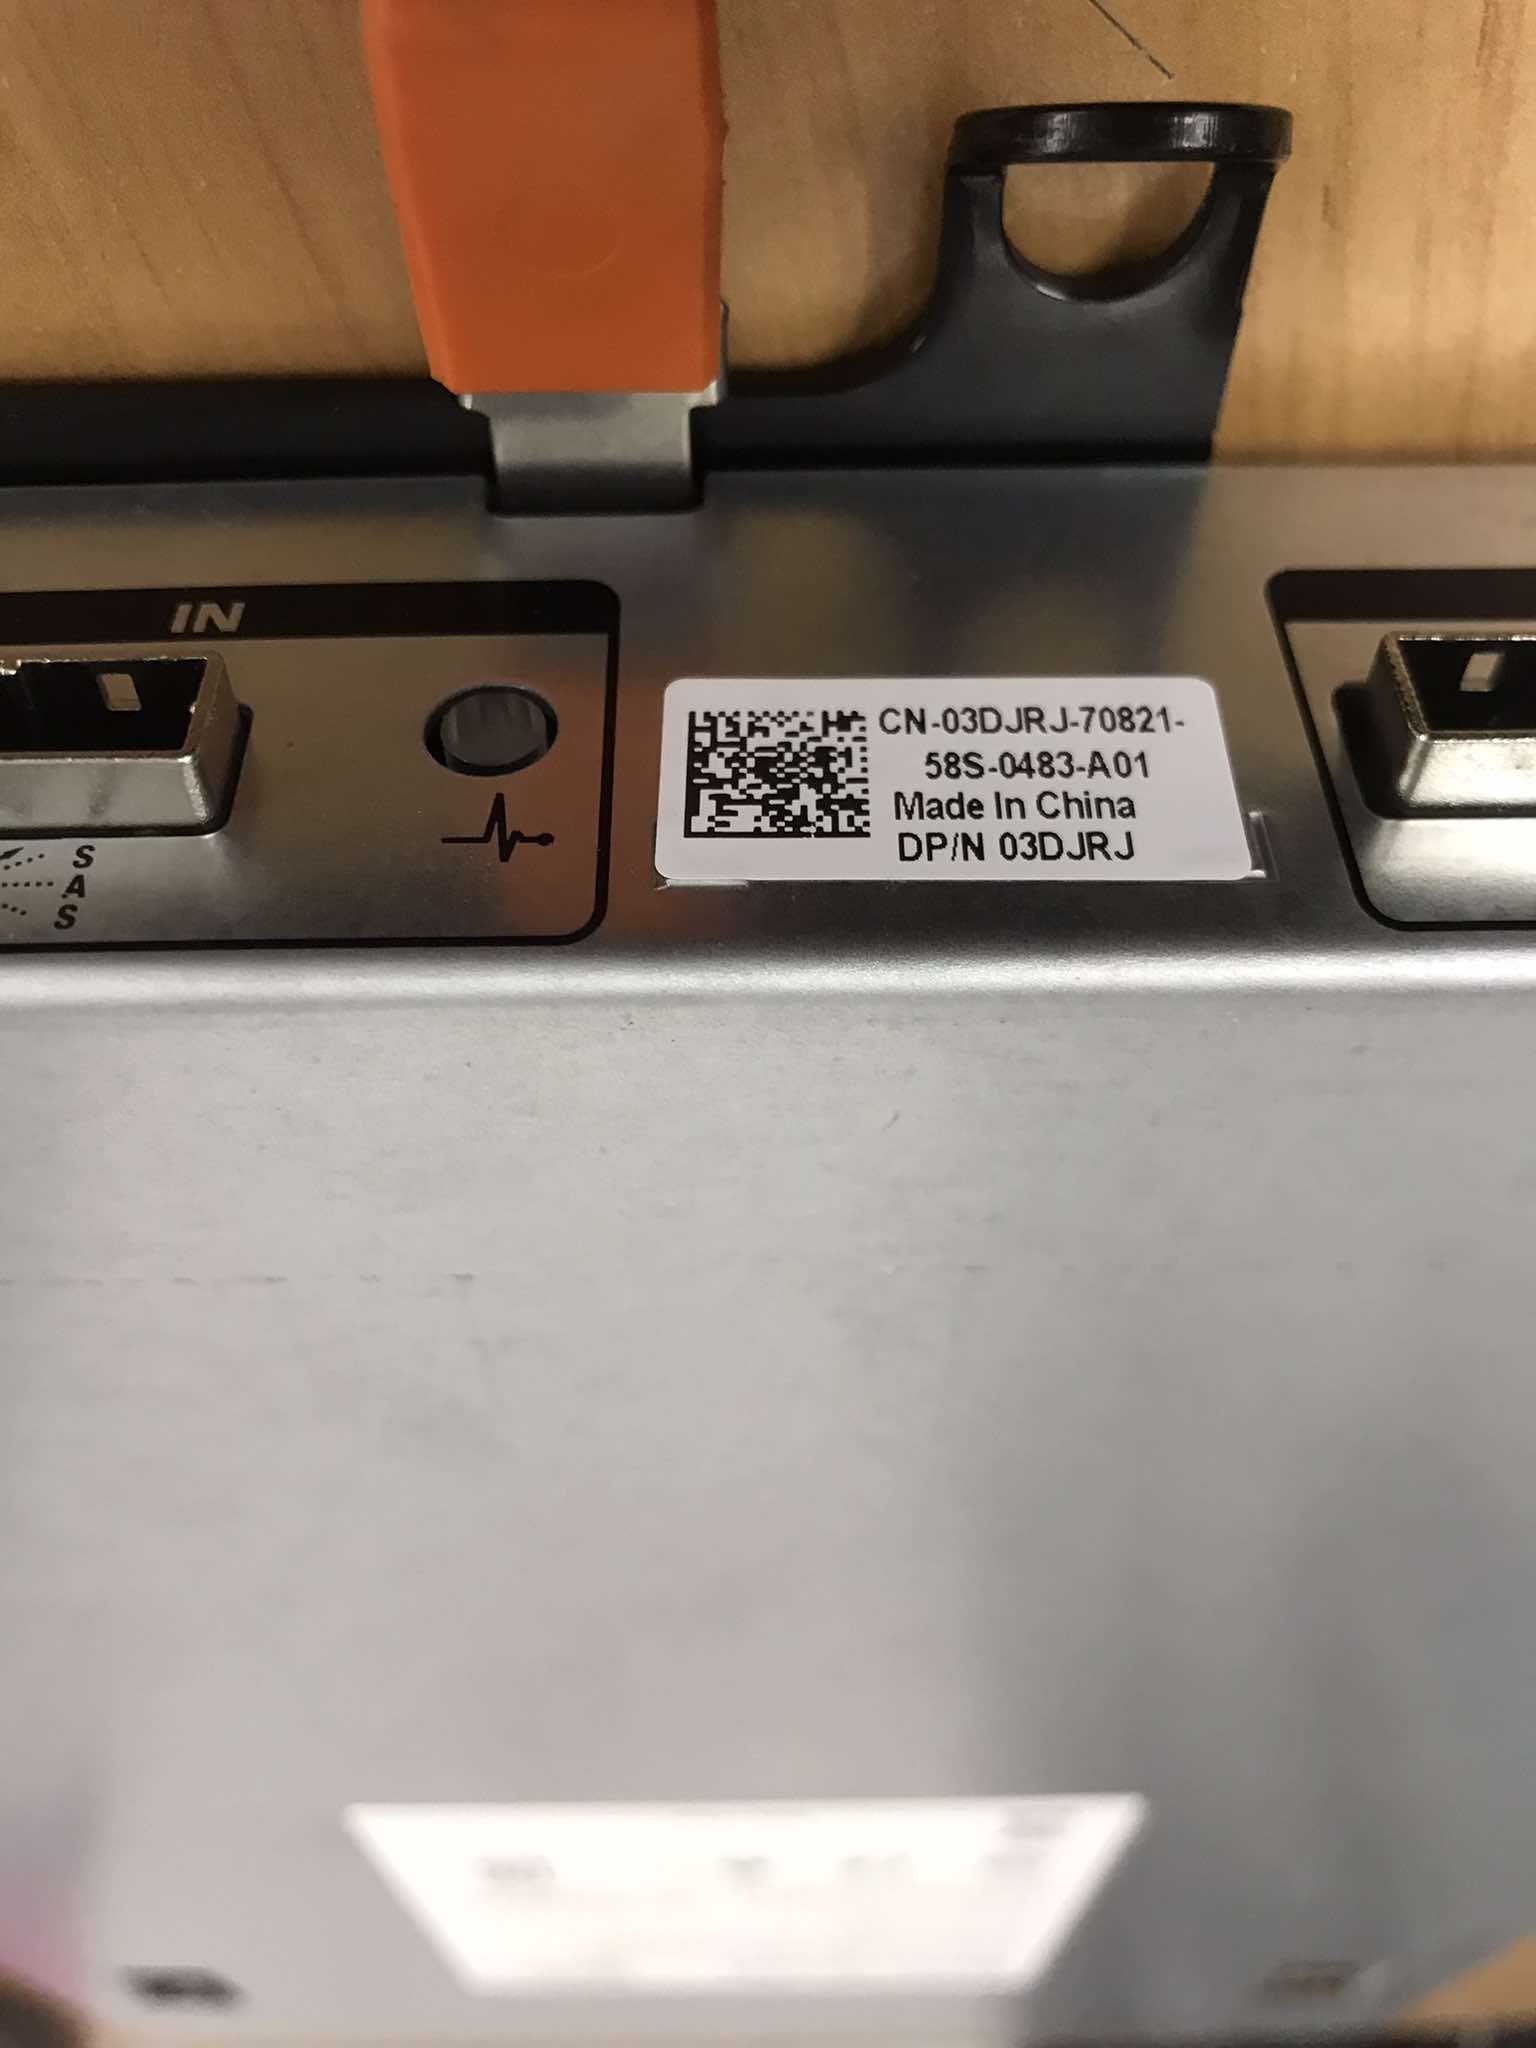 IN
CN-03DJRJ-70821-
58S-0483-A01
Made In China
DP/N 03DJRJ
S
A
S